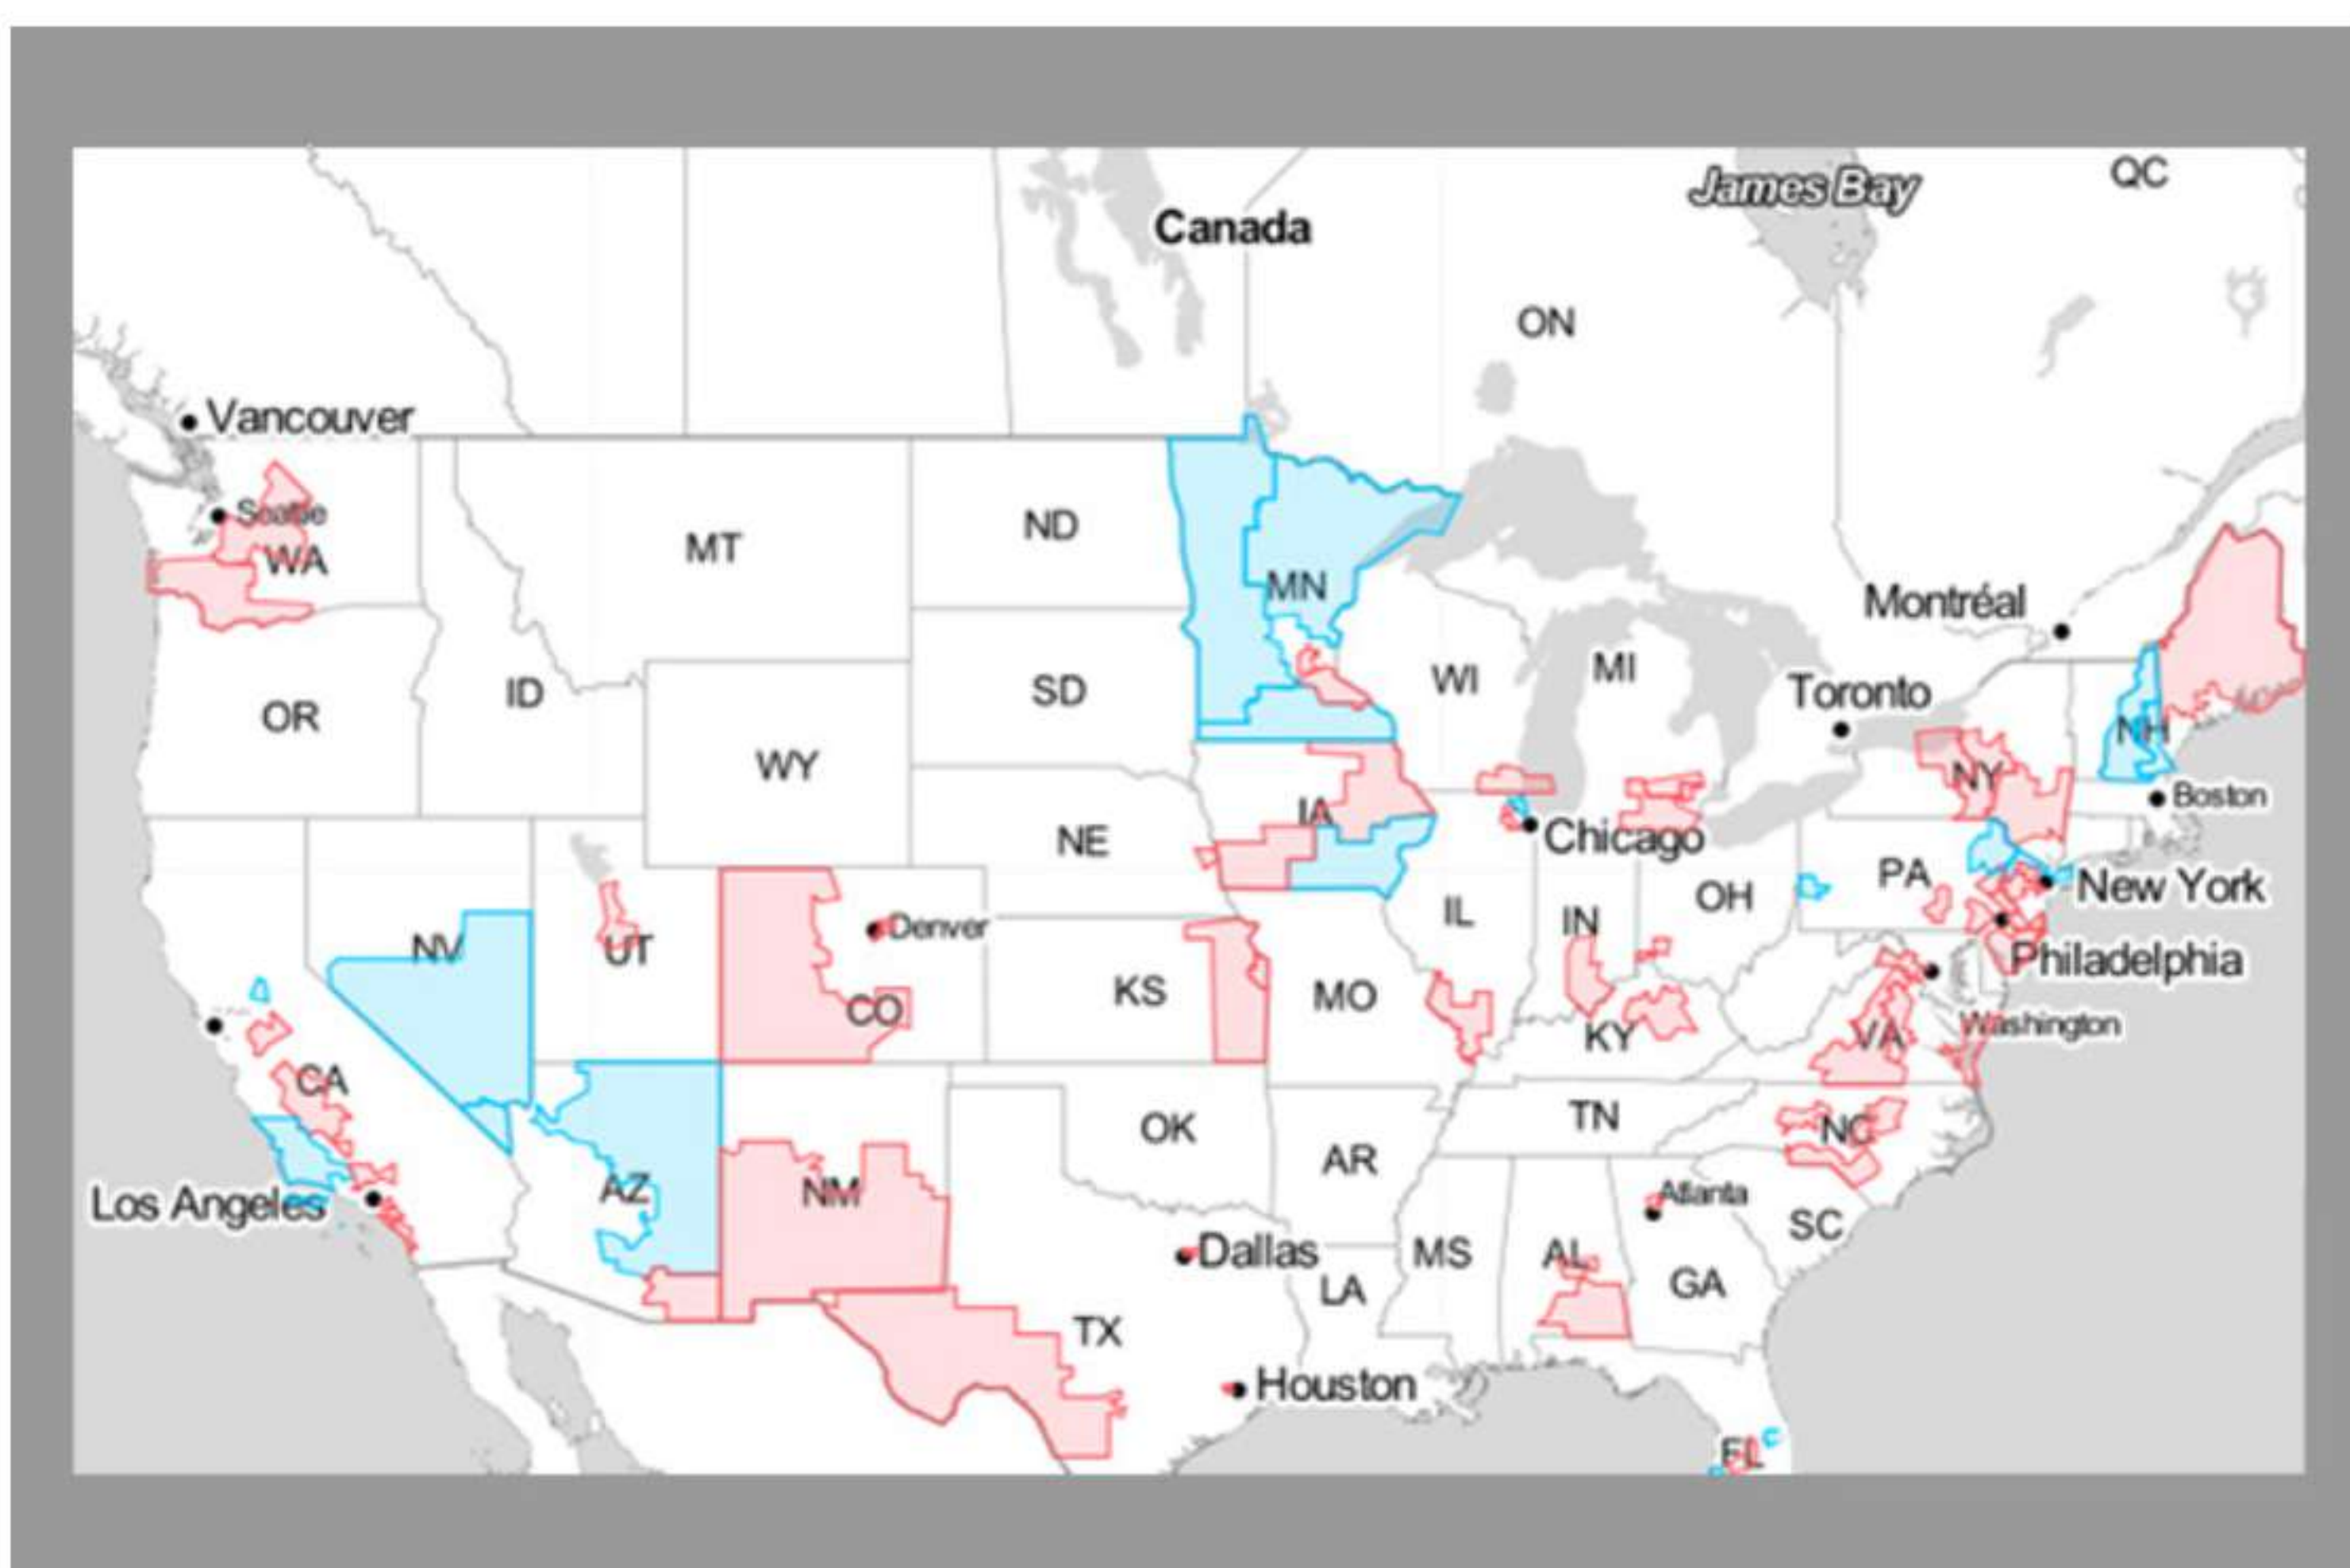 James Bay
QC
Canada
ON
Vancouver
Seattle
WA
MT
ND
MN
Montréal
OR
ID
SD
WI
MI
Toronto
WY
NH
NY
Boston
IA
NE
Chicago
PA
New York
NV
UT
Denver
IL
IN
OH
CO
KS
MO
Philadelphia
KY
VA
Washington
CA
OK
TN
NC
AR
Los Angeles
AZ
NM
Atlanta
SC
Dallas
MS
AL
GA
LA
TX
Houston
FL